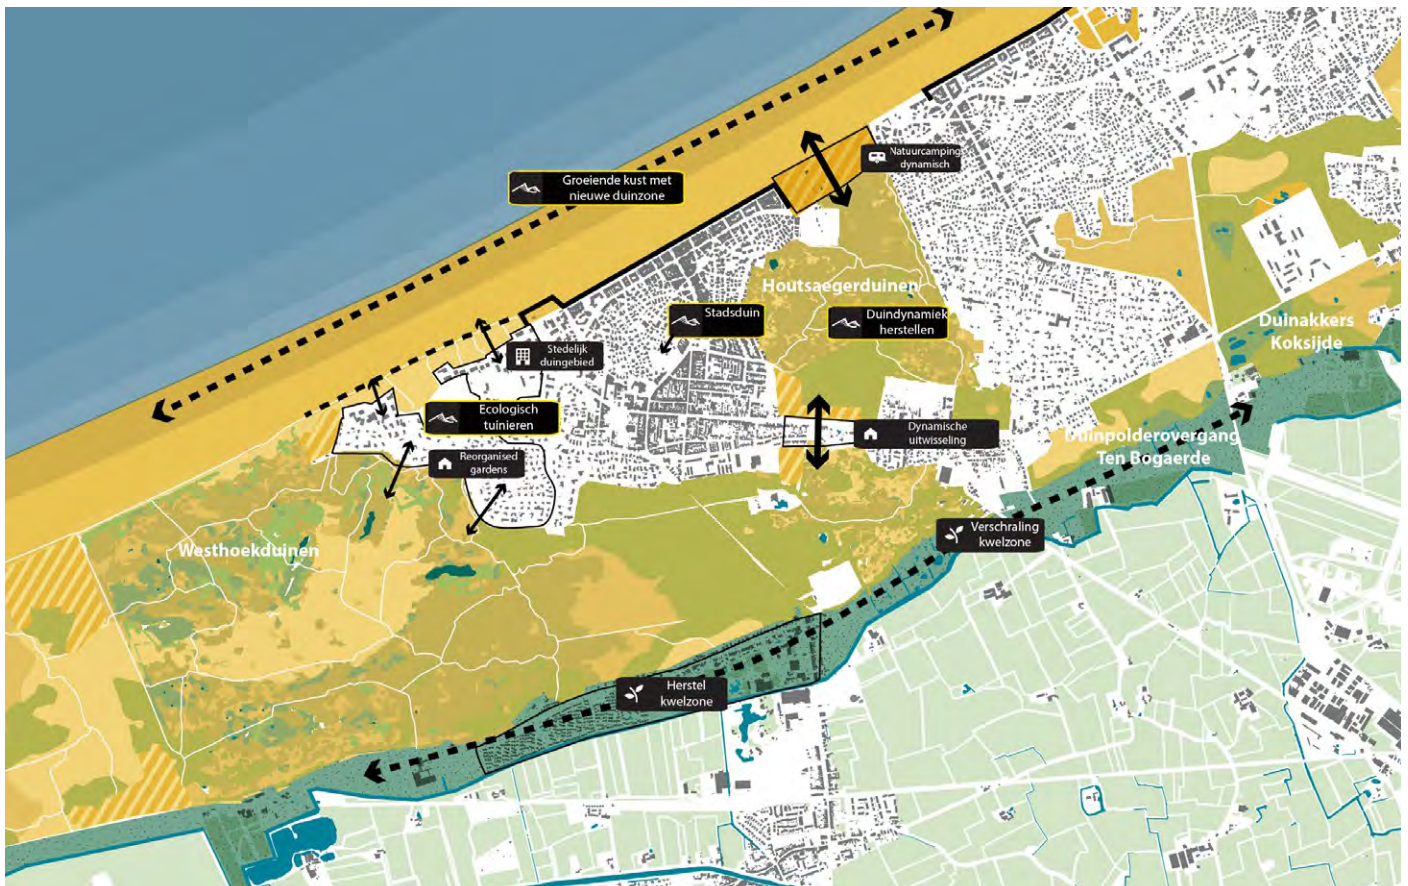 Natuurcamping
dynamisch
Groeiende kust met
nieuwe duinzone
Houtsaegerduinen
Stadsduin
Duindynamiek
herstellen
Duinakkers
Koksijde
Stedelijk
duingebied
Ecologisch
tuinieren
Dynamische
uitwisseling
Duinpolderovergang
Ten Bogaerde
Reorganised
gardens
Westhoekduinen
Verschraling
kwelzone
Herstel
kwelzone